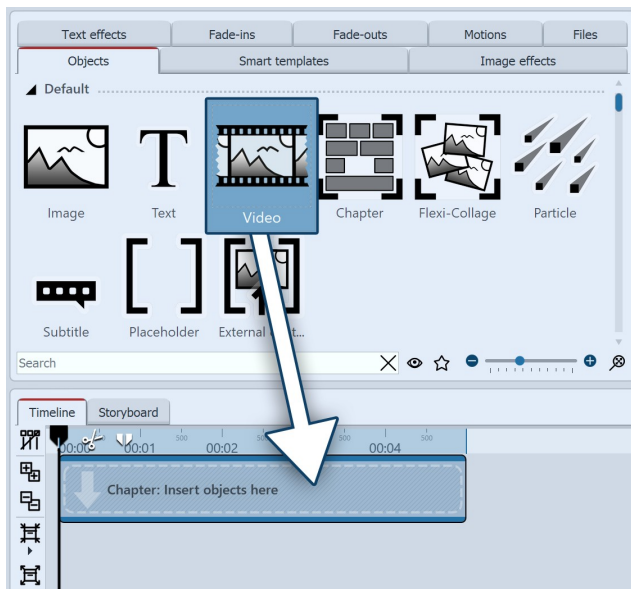 Text effects Fade-ins Fade-outs Motions Files
Objects Smart templates Image effects
Default
Image Text Video Chapter Flexi-Collage Particle
Subtitle Placeholder External
Search
Timeline Storyboard
500 500 500 500
00:00 00:01 00:02 00:04
Chapter: Insert objects here